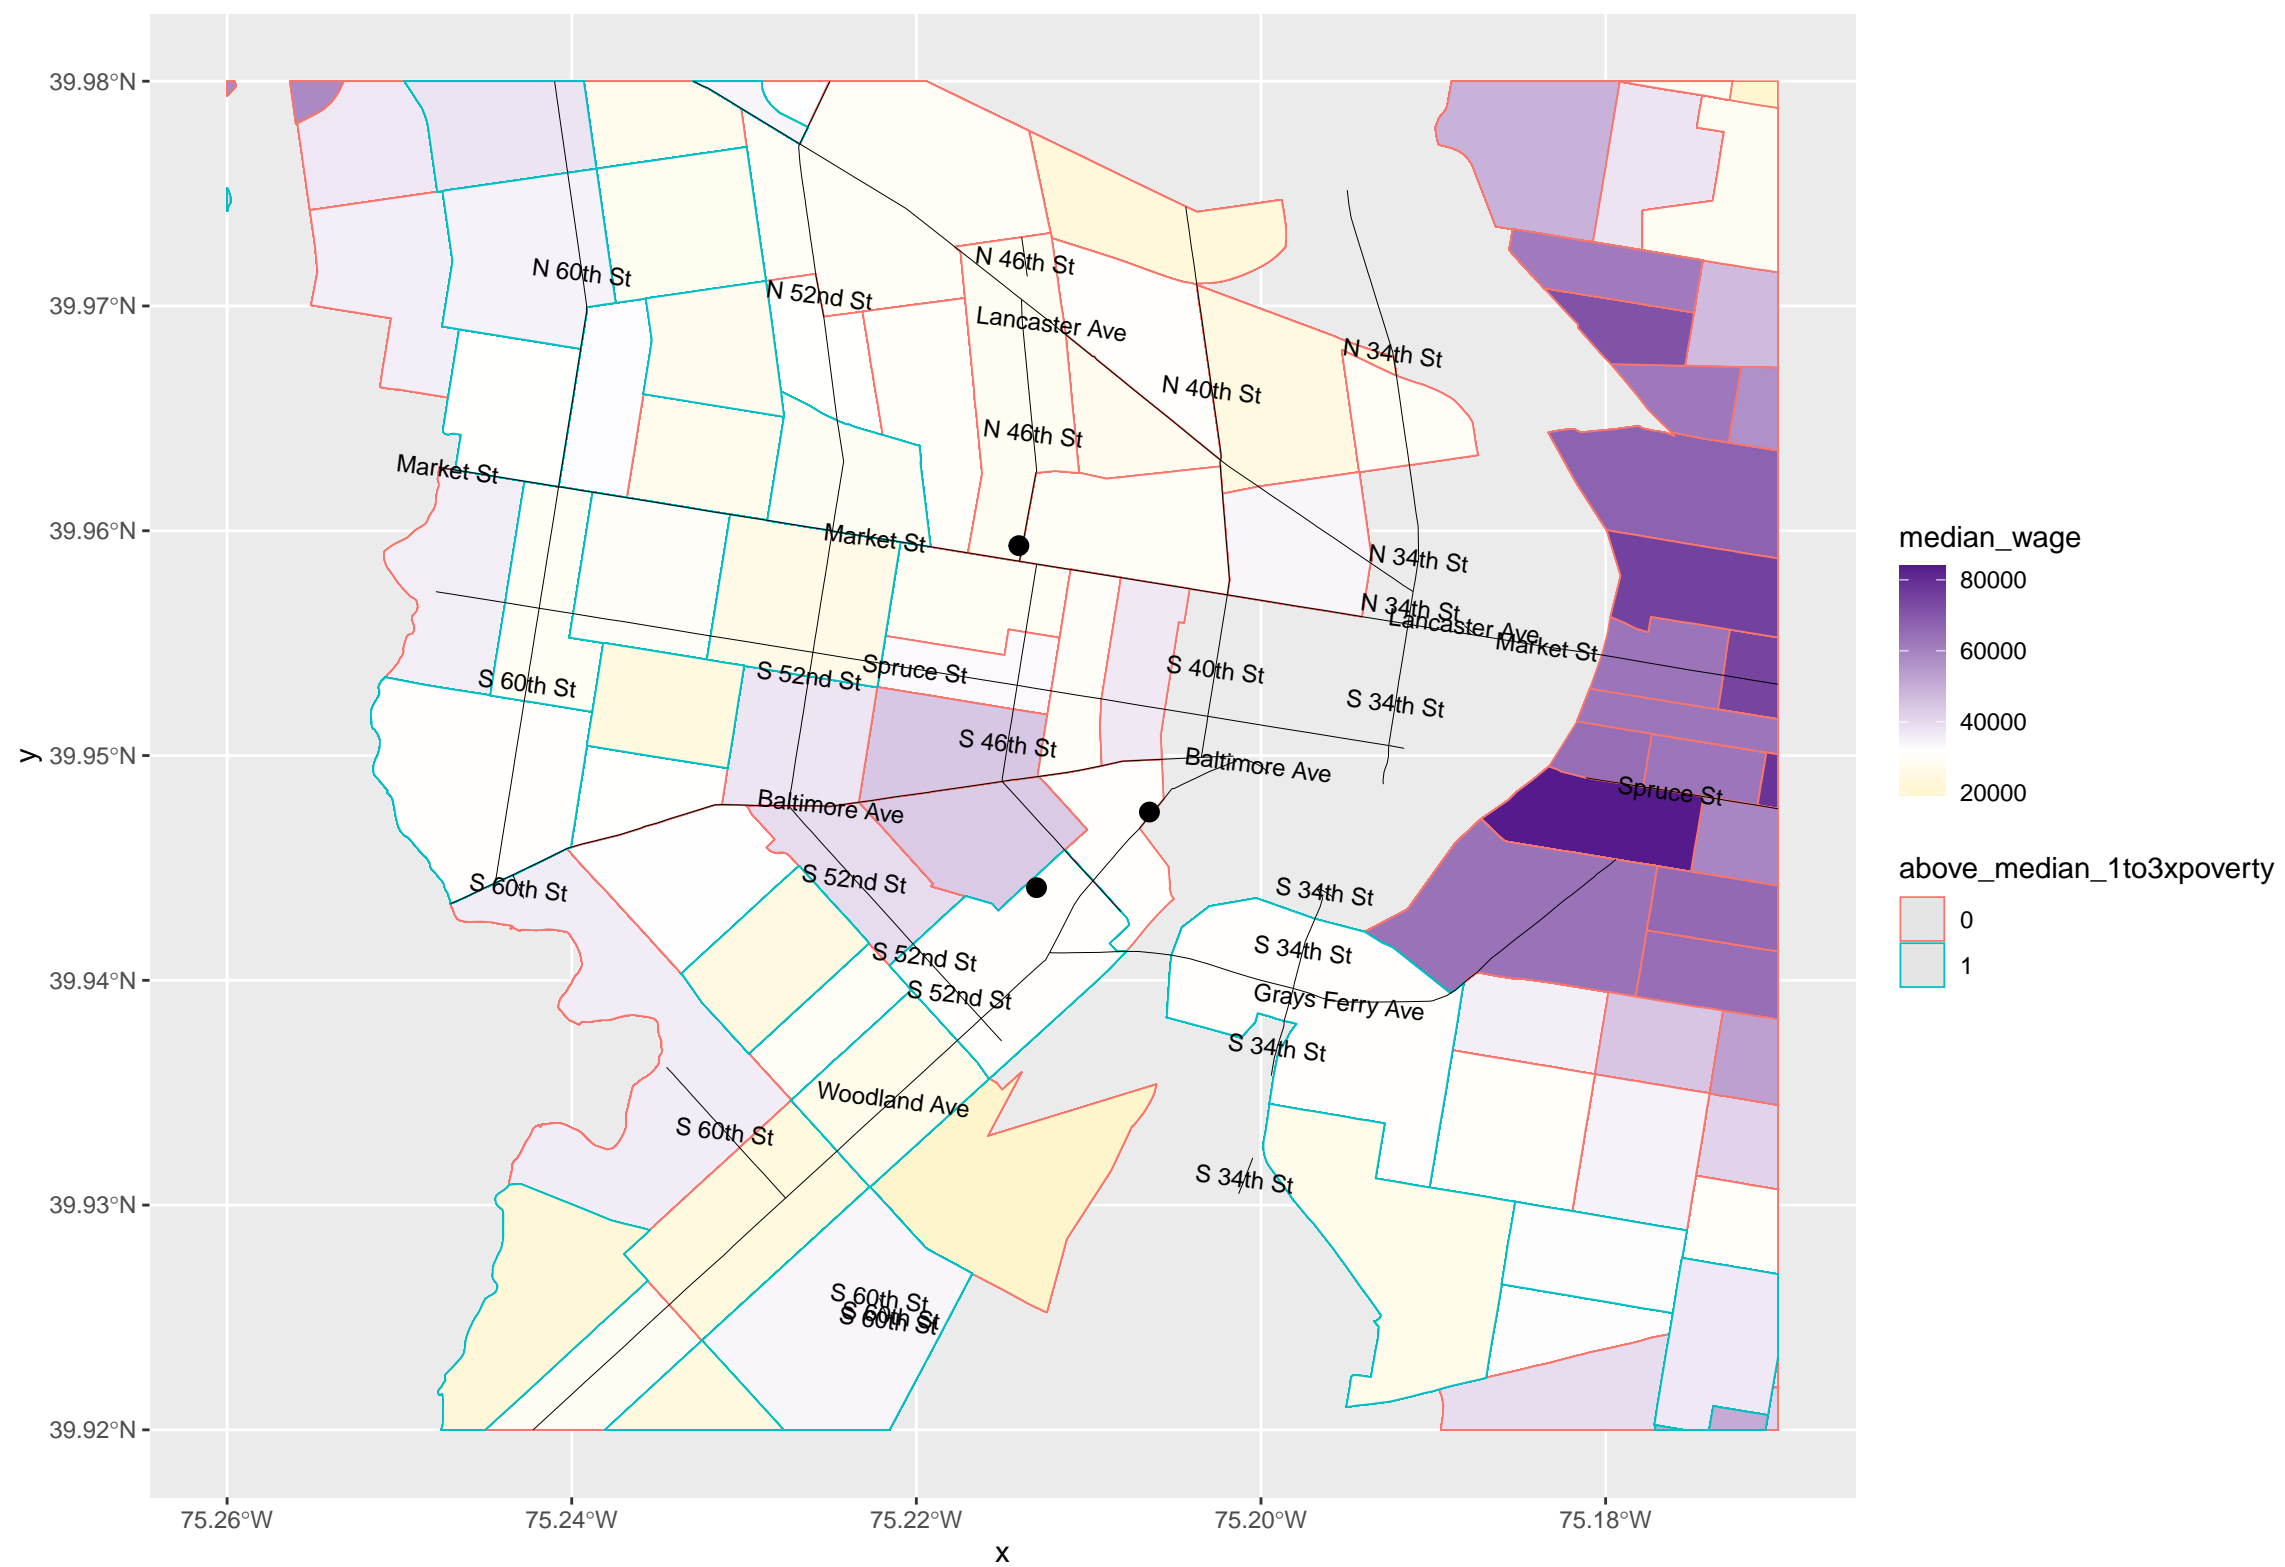 39.98°N
N 46th St
N 60th St
N 52nd St
39.97°N
Lancaster Ave
N 34th St
N 40th St
N 46th St
Market St
39.96°N
Market St
N 34th St
N 34th St
Lancaster Ave
Market St
Spruce St
S 40th St
S 52nd St
S 60th St
S 34th St
S 46th St
39.95°N
Baltimore Ave
Spruce St
Baltimore Ave
S 52nd St
S 60th St
S 34th St
S 34th St
S 52nd St
39.94°N
S 52nd St
Grays Ferry Ave
S 34th St
Woodland Ave
S 60th St
S 34th St
39.93°N
S 60th St
S 60th St
S 60th St
39.92°N
75.26°W
75.24°W
75.22°W
75.20°W
75.18°W
x
y
median_wage
80000
60000
40000
20000
above_median_1to3xpoverty
0
1